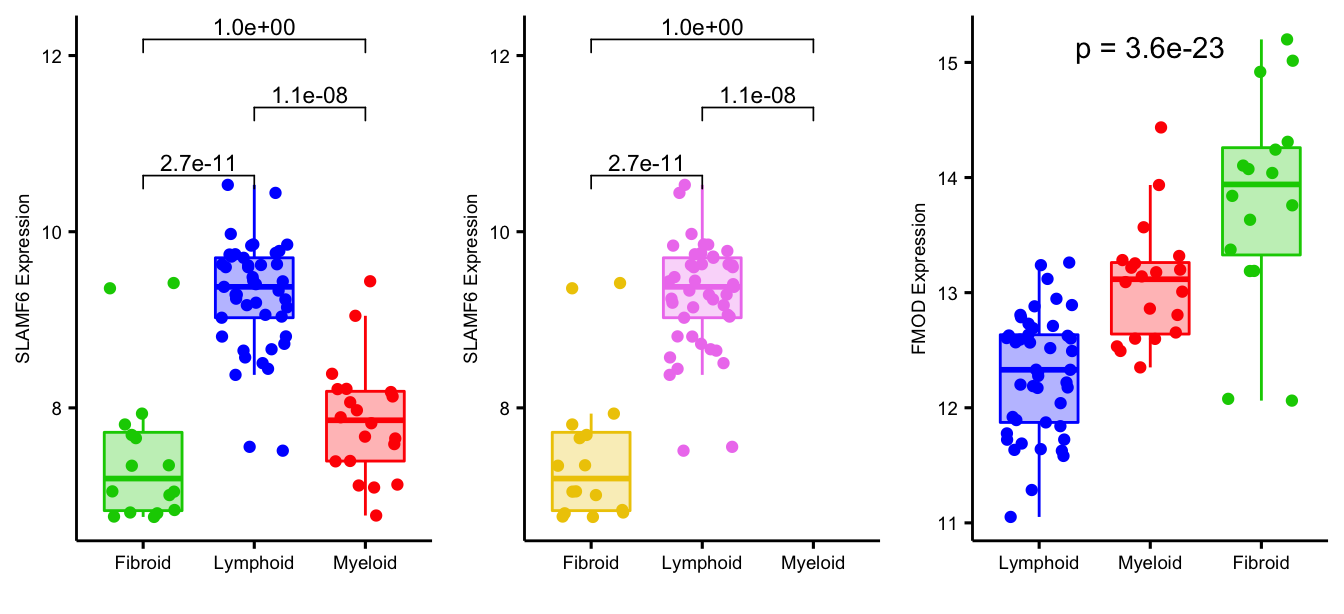 1.0e+00
12
1.1e-08
2.7e-11
10
8
SLAMF6 Expression
Fibroid
Lymphoid
Myeloid
1.0e+00
12
1.1e-08
2.7e-11
10
8
SLAMF6 Expression
Fibroid
Lymphoid
Myeloid
p = 3.6e-23
15
14
13
12
11
FMOD Expression
Lymphoid
Myeloid
Fibroid